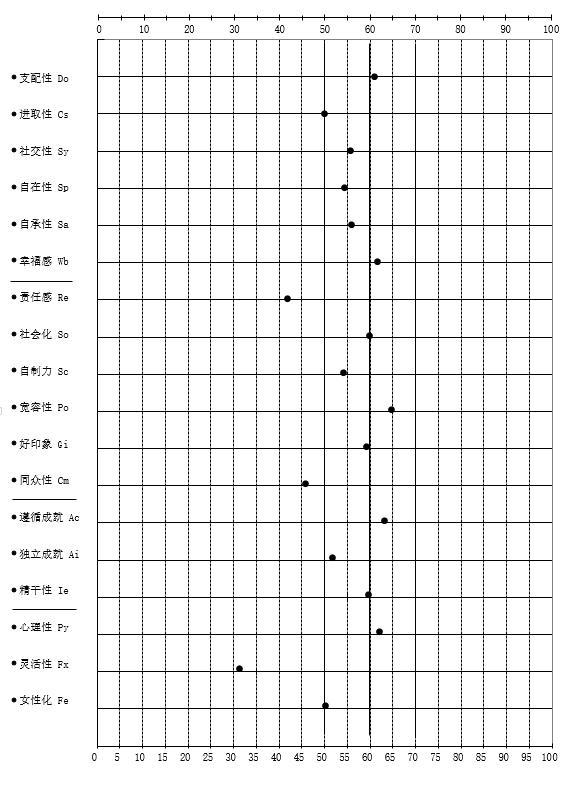 0 10 20 30 40 50 60 70 80 90 100
● 支配性 Do
● 进取性 Cs
● 社交性 Sy
● 自在性 Sp
● 自承性 Sa
● 幸福感 Wb
● 责任感 Re
● 社会化 So
● 自制力 Sc
● 宽容性 Po
● 好印象 Gi
● 同众性 Cm
● 遵循成就 Ac
● 独立成就 Ai
● 精干性 Ie
● 心理性 Py
● 灵活性 Fx
● 女性化 Fe
0 5 10 15 20 25 30 35 40 45 50 55 60 65 70 75 80 85 90 95 100